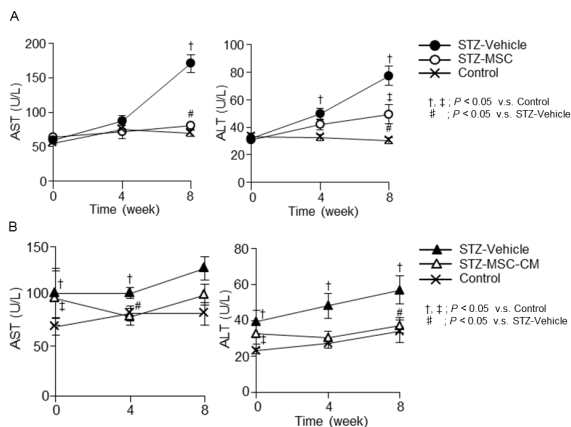 A
AST (U/L)
200
150
100
50
0
†
#
0
4
8
Time (week)
ALT (U/L)
100
80
60
40
20
0
†
†
‡
#
0
4
8
Time (week)
STZ-Vehicle
STZ-MSC
Control
†, ‡ ; P < 0.05 v.s. Control
# ; P < 0.05 v.s. STZ-Vehicle
B
AST (U/L)
150
100
50
0
†
‡
†
#
0
4
8
ALT (U/L)
80
60
40
20
0
†
‡
†
†
#
0
4
8
Time (week)
STZ-Vehicle
STZ-MSC-CM
Control
†, ‡ ; P < 0.05 v.s. Control
# ; P < 0.05 v.s. STZ-Vehicle